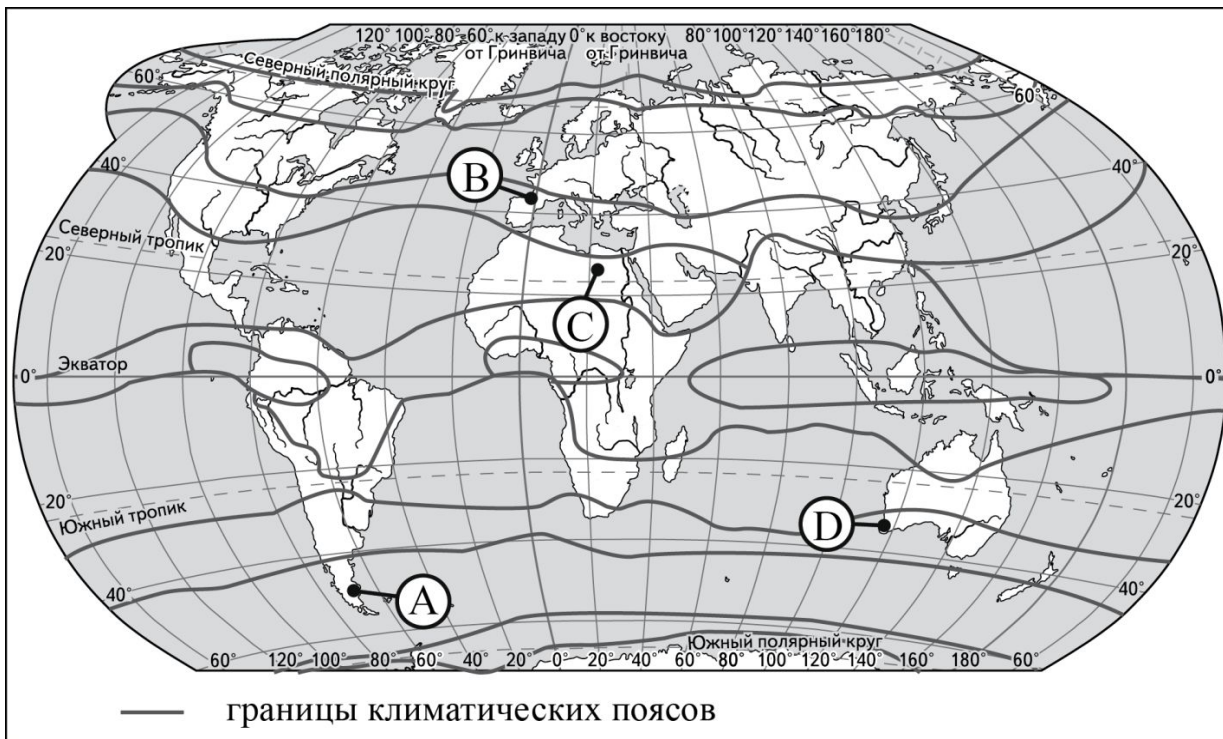 120° 100° 80° 60° к западу 0° к востоку 80° 100° 120° 140° 160° 180°
от Гринвича от Гринвича
Северный полярный круг
60° 60°
40° 40°
B
Северный тропик
20° 20°
C
Экватор
0° 0°
20° 20°
Южный тропик
D
40° 40°
A
Южный полярный круг
60° 120° 100° 80° 60° 40° 20° 0° 20° 40° 60° 80° 100° 120° 140° 160° 180° 60°
границы климатических поясов